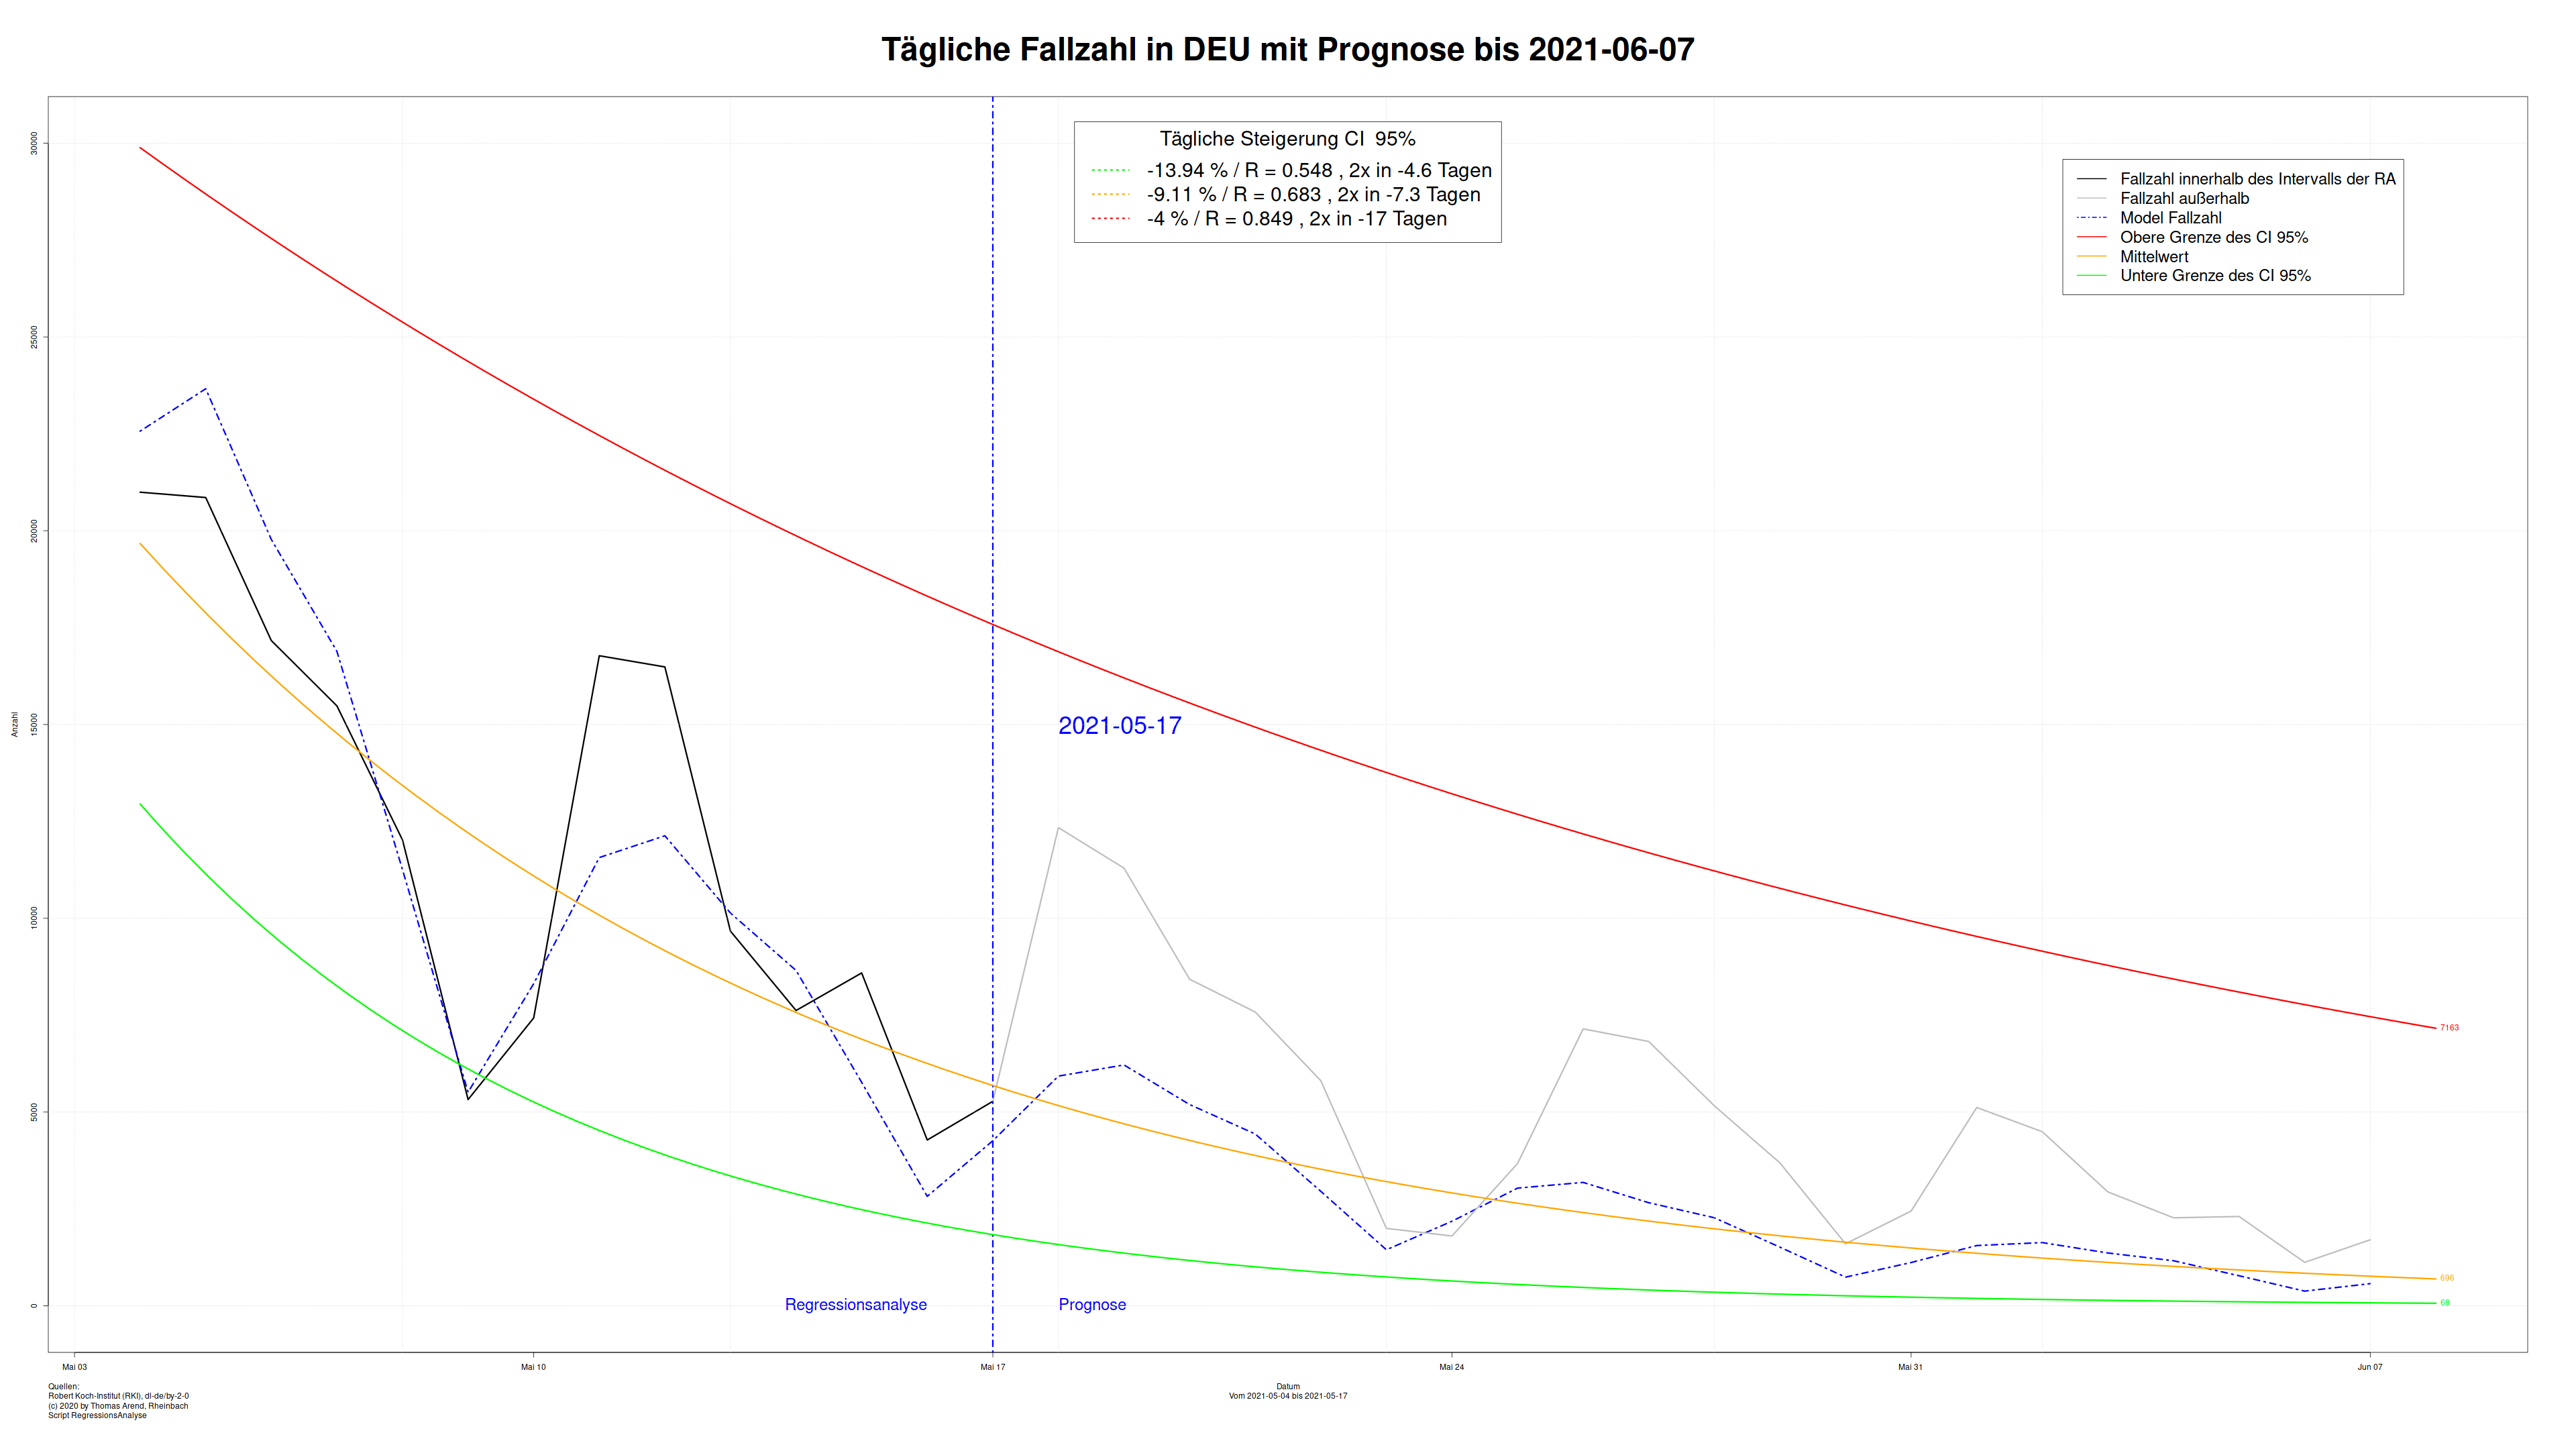 Tägliche Fallzahl in DEU mit Prognose bis 2021-06-07
Tägliche Steigerung CI  95%
-13.94 % / R = 0.548 , 2x in -4.6 Tagen
-9.11 % / R = 0.683 , 2x in -7.3 Tagen
-4 % / R = 0.849 , 2x in -17 Tagen
Fallzahl innerhalb des Intervalls der RA
Fallzahl außerhalb
Model Fallzahl
Obere Grenze des CI 95%
Mittelwert
Untere Grenze des CI 95%
30000
25000
20000
15000
10000
5000
0
Anzahl
2021-05-17
7163
696
68
Regressionsanalyse
Prognose
Mai 03
Mai 10
Mai 17
Mai 24
Mai 31
Jun 07
Datum
Vom 2021-05-04 bis 2021-05-17
Quellen:
Robert Koch-Institut (RKI), dl-de/by-2-0
(c) 2020 by Thomas Arend, Rheinbach
Script RegressionsAnalyse